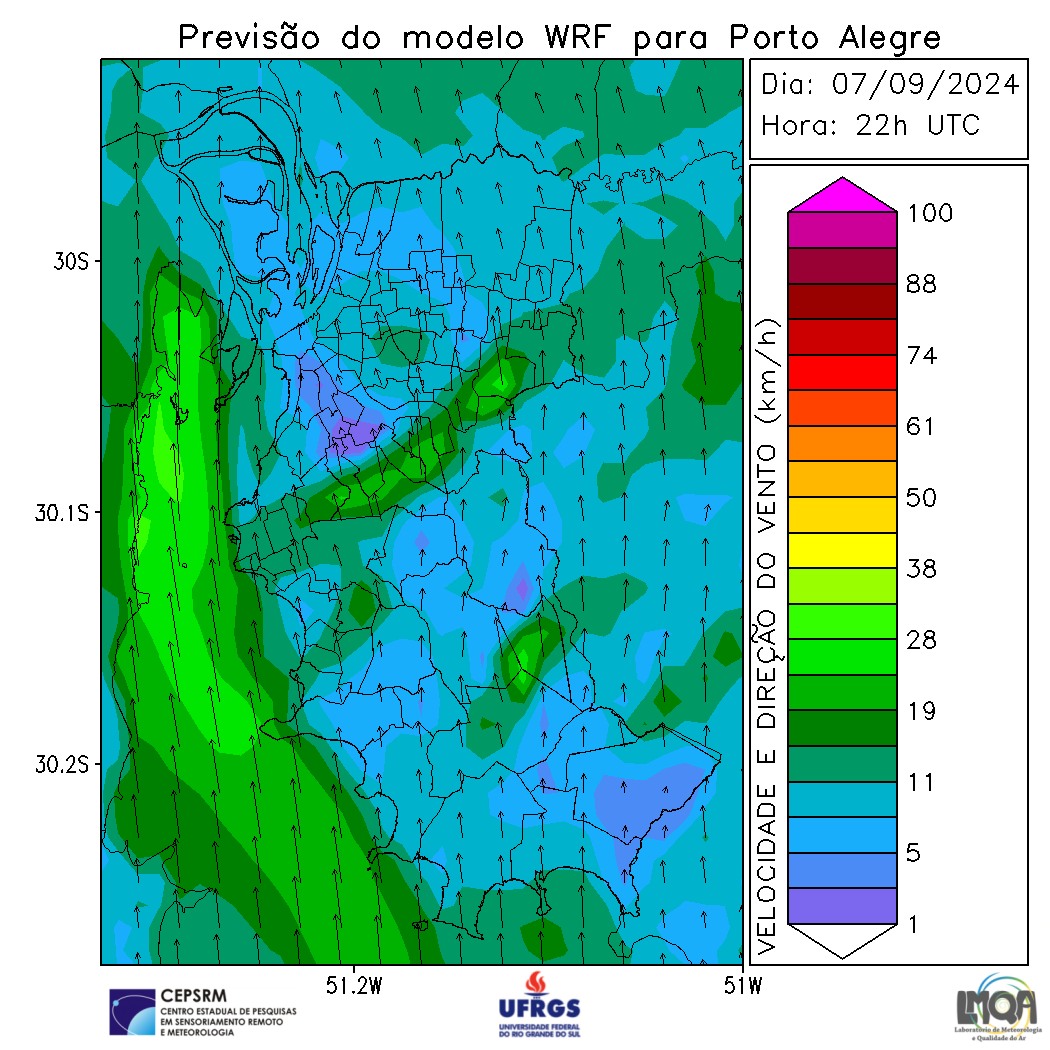 Previsão do modelo WRF para Porto Alegre
Dia: 07/09/2024
Hora: 22h UTC
30S
30.1S
30.2S
51.2W
51W
VELOCIDADE E DIREÇÃO DO VENTO (km/h)
100
88
74
61
50
38
28
19
11
5
1
CEPSRM
CENTRO ESTADUAL DE PESQUISAS
EM SENSORIAMENTO REMOTO
E METEOROLOGIA
UFRGS
UNIVERSIDADE FEDERAL
DO RIO GRANDE DO SUL
LMQA
Laboratório de Meteorologia
e Qualidade do Ar